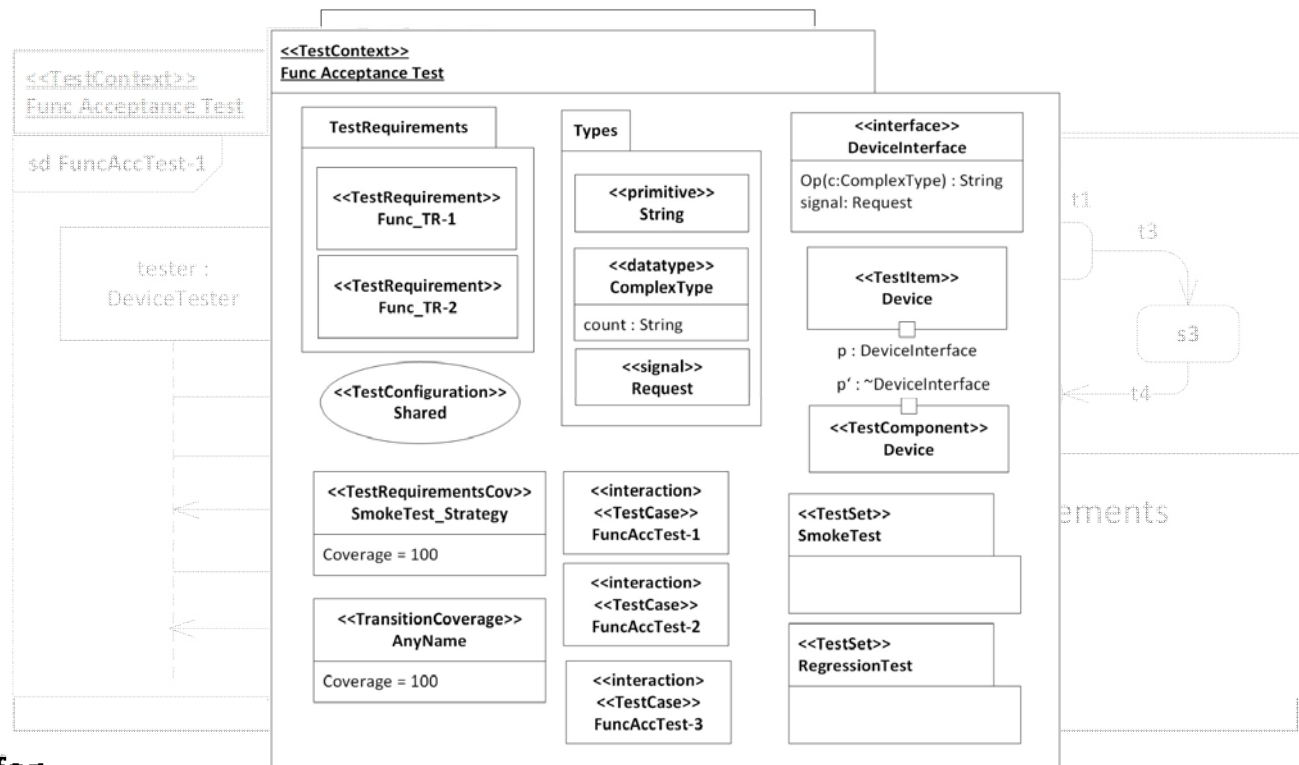 <<TestContext>>
Func Acceptance Test
sd FuncAccTest-1
tester :
DeviceTester
<<TestContext>>
Func Acceptance Test
TestRequirements
<<TestRequirement>>
Func_TR-1
<<TestRequirement>>
Func_TR-2
<<TestConfiguration>>
Shared
<<TestRequirementsCov>>
SmokeTest_Strategy
Coverage = 100
<<TransitionCoverage>>
AnyName
Coverage = 100
Types
<<primitive>>
String
<<datatype>>
ComplexType
count : String
<<signal>>
Request
<<interaction>
<<TestCase>>
FuncAccTest-1
<<interaction>
<<TestCase>>
FuncAccTest-2
<<interaction>
<<TestCase>>
FuncAccTest-3
<<interface>>
DeviceInterface
Op(c:ComplexType) : String
signal: Request
<<TestItem>>
Device
p : DeviceInterface
p‘ : ~DeviceInterface
<<TestComponent>>
Device
<<TestSet>>
SmokeTest
<<TestSet>>
RegressionTest
t1
t3
s3
t4
ements